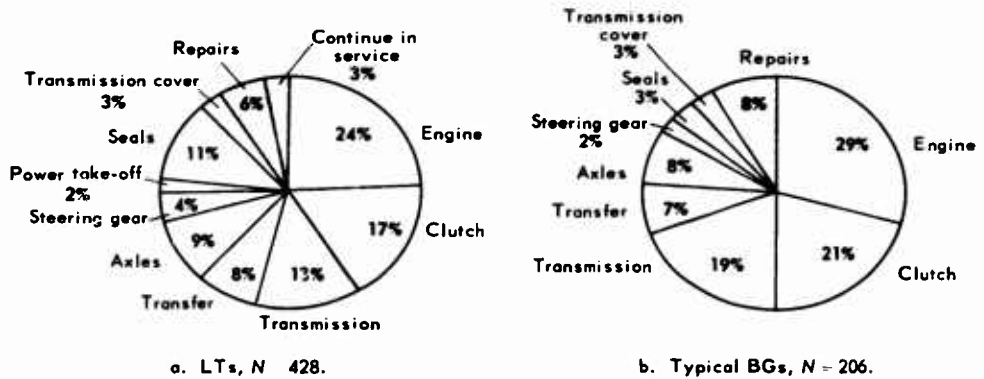 Repairs
6%
Continue in
service
3%
Transmission cover
3%
Seals
11%
Power take-off
2%
Steering gear
4%
Axles
9%
Transfer
8%
Transmission
13%
Clutch
17%
Engine
24%
a. LTs, N 428.
Transmission
cover
3%
Seals
3%
Steering gear
2%
Axles
8%
Transfer
7%
Transmission
19%
Repairs
8%
Engine
29%
Clutch
21%
b. Typical BGs, N = 206.